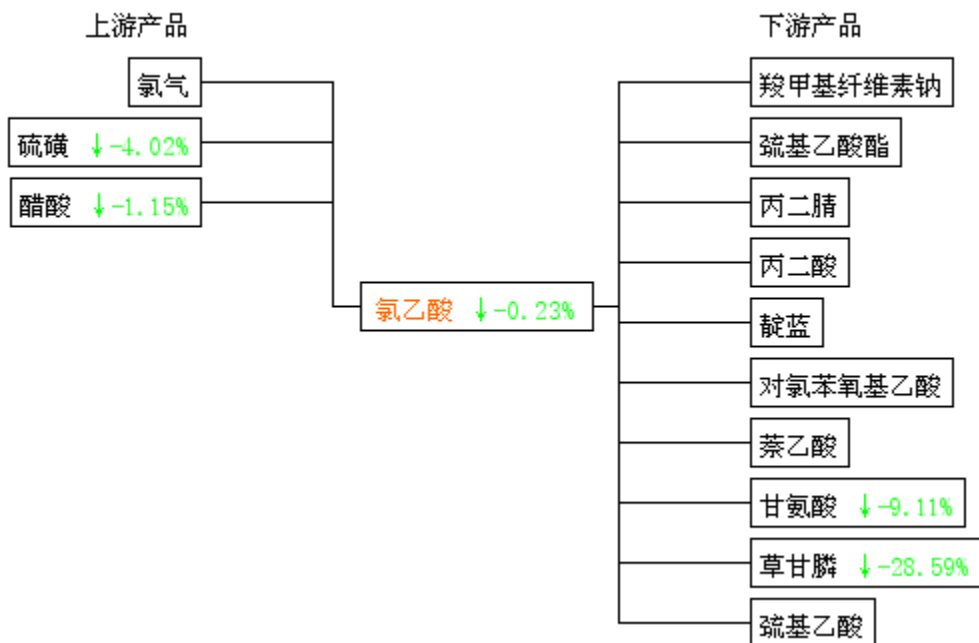 上游产品
下游产品
氯气
硫磺 ↓-4.02%
醋酸 ↓-1.15%
氯乙酸 ↓-0.23%
羧甲基纤维素钠
巯基乙酸酯
丙二腈
丙二酸
靛蓝
对氯苯氧基乙酸
萘乙酸
甘氨酸 ↓-9.11%
草甘膦 ↓-28.59%
巯基乙酸